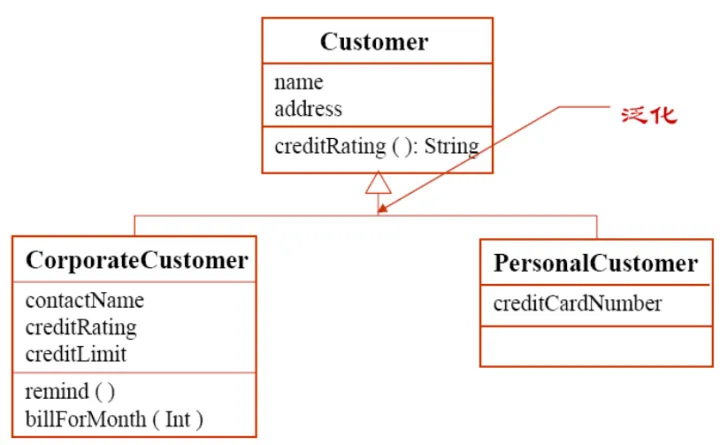 Customer
name
address
creditRating ( ): String
泛化
CorporateCustomer
contactName
creditRating
creditLimit
remind ( )
billForMonth ( Int )
PersonalCustomer
creditCardNumber